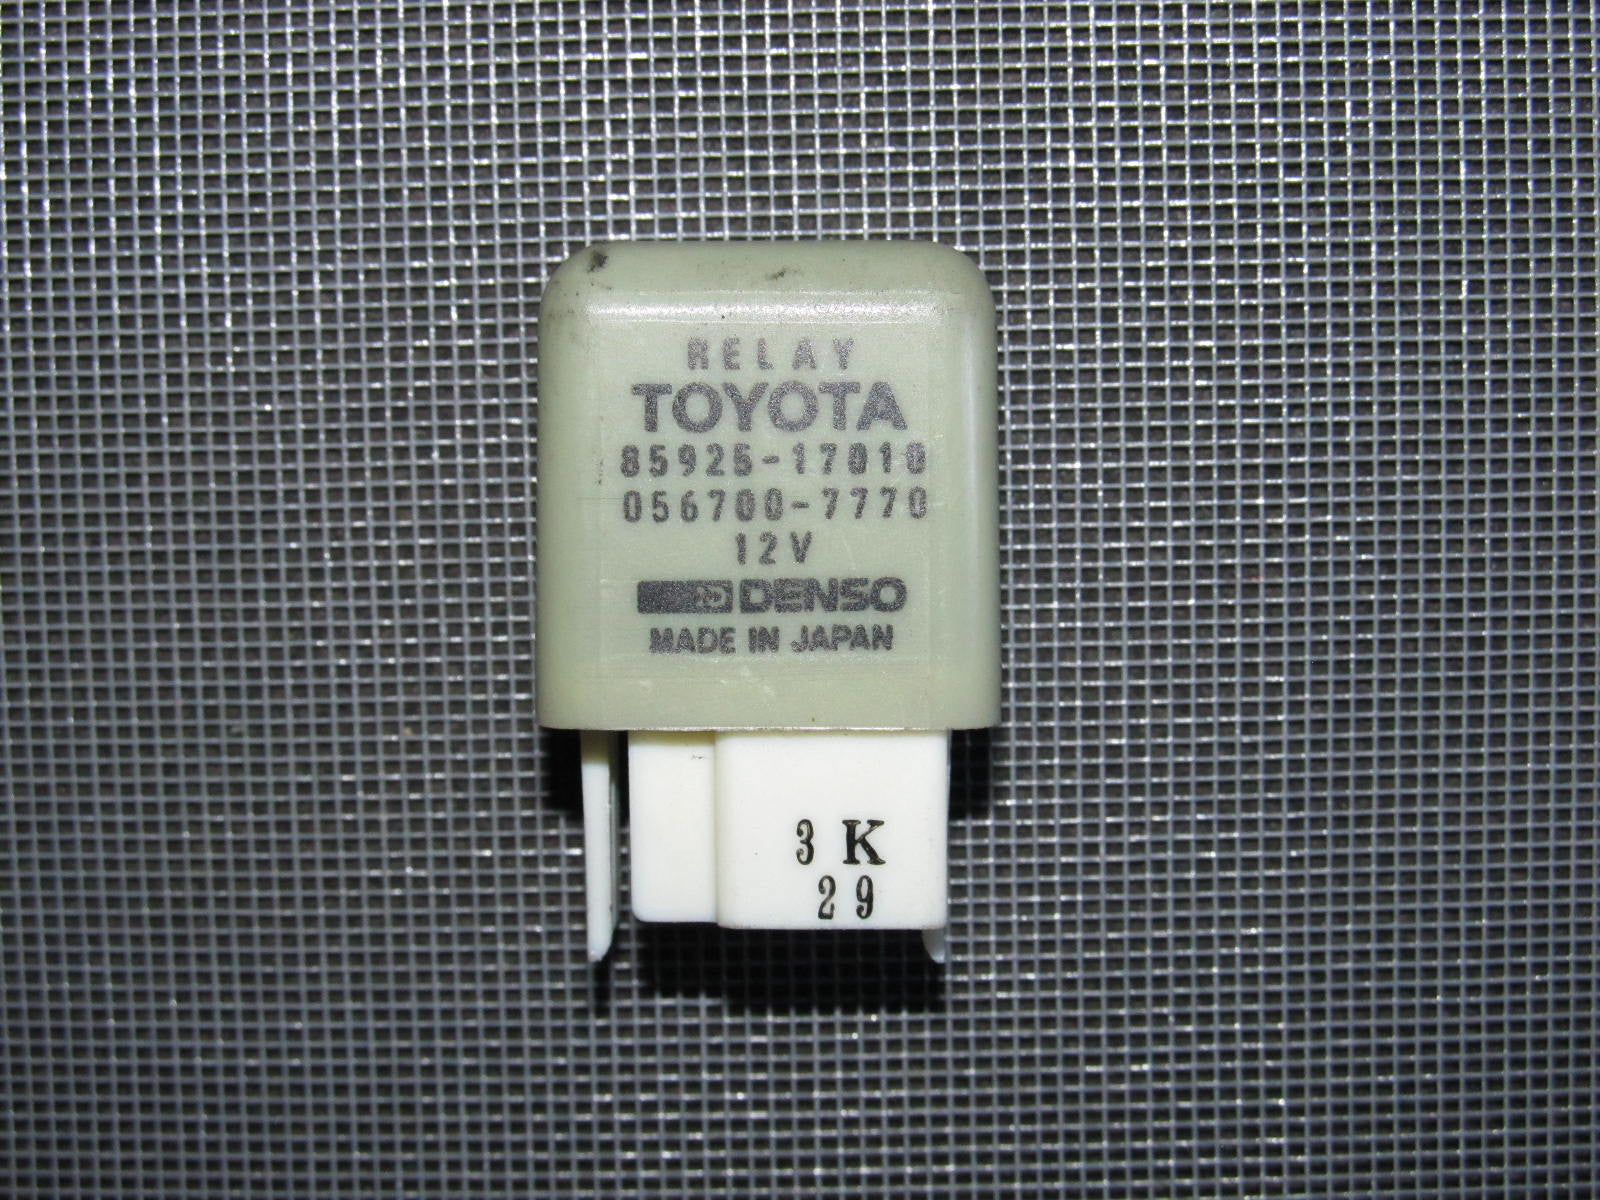 RELAY
TOYOTA
85925-17010
056700-7770
12V
DENSO
MADE IN JAPAN
3 K
29